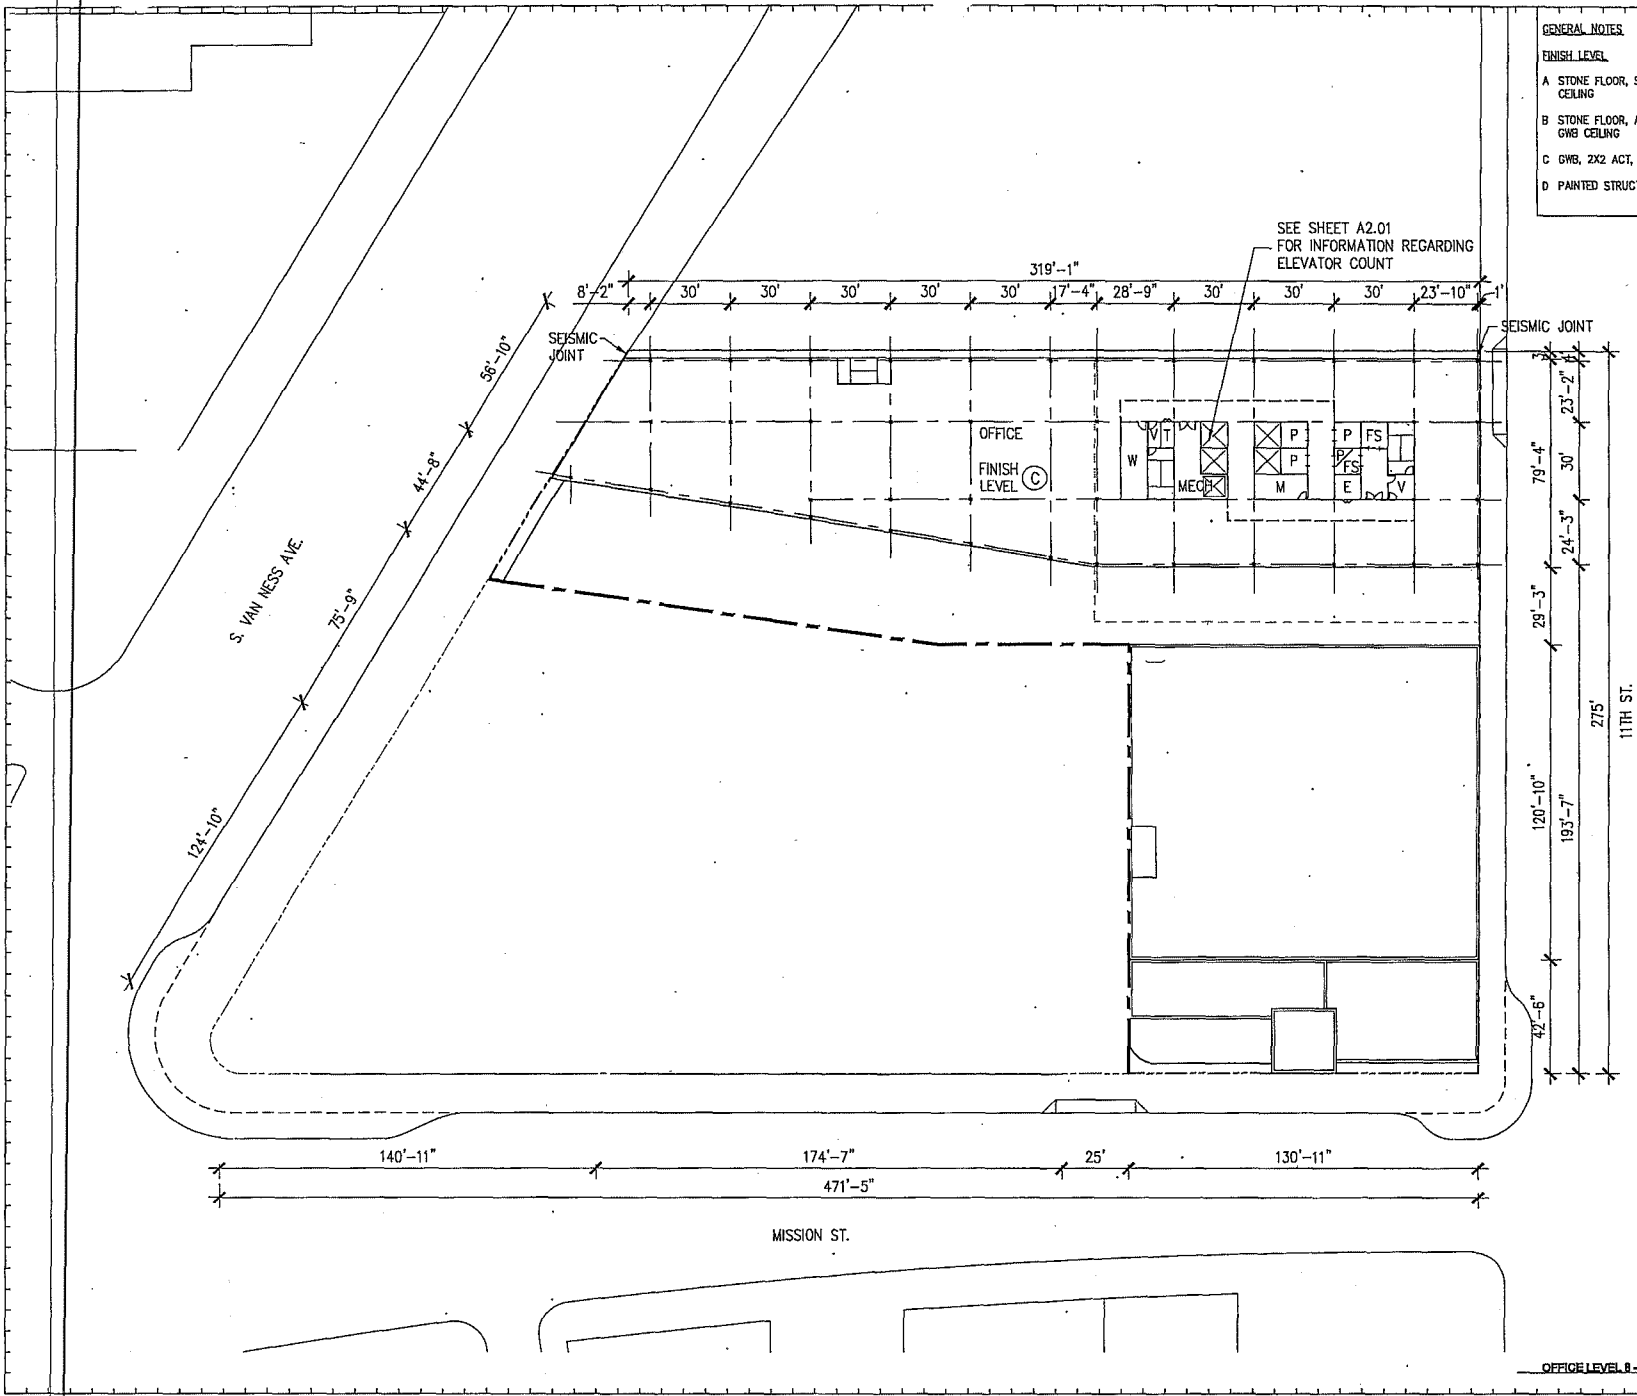 GENERAL NOTES
FINISH LEVEL
A STONE FLOOR,
CEILING
B STONE FLOOR,
GWB CEILING
C GWB, 2X2 ACT,
D PAINTED
SEE SHEET A2.01
FOR INFORMATION REGARDING
ELEVATOR COUNT
319'-1"
8'-2" 30' 30' 30' 30' 30' 17'-4" 28'-9" 30' 30' 30' 23'-10" 1'
SEISMIC
JOINT
SEISMIC JOINT
56'-10"
44'-8"
75'-9"
124'-10"
S. VAN NESS AVE.
OFFICE
FINISH
LEVEL C
W
V T
MECH
P
P
M
P FS
P FS
E
V
3'
23'-2"
79'-4"
30'
24'-3"
29'-3"
275'
11TH ST.
120'-10"
193'-7"
42'-6"
140'-11" 174'-7" 25' 130'-11"
471'-5"
MISSION ST.
OFFICE LEVEL 8 -